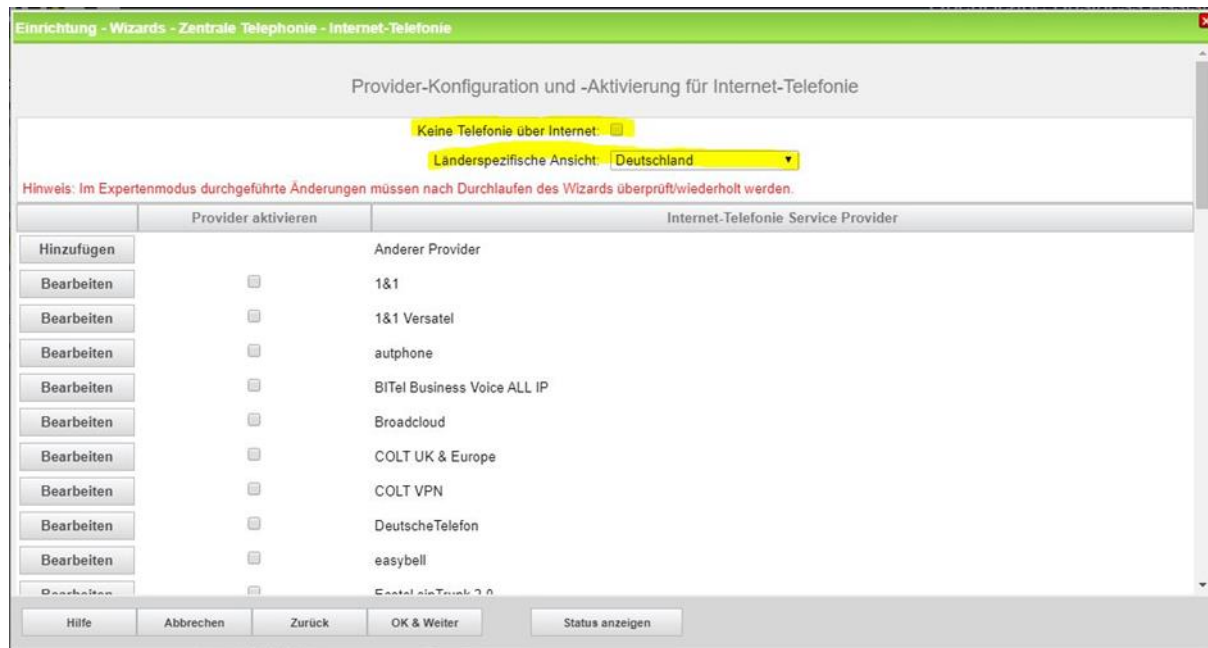 Einrichtung - Wizards - Zentrale Telephonie - Internet-Telefonie
Provider-Konfiguration und -Aktivierung für Internet-Telefonie
Keine Telefonie über Internet:
Länderspezifische Ansicht: Deutschland
Hinweis: Im Expertenmodus durchgeführte Änderungen müssen nach Durchlaufen des Wizards überprüft/wiederholt werden.
Provider aktivieren Internet-Telefonie Service Provider
Hinzufügen Anderer Provider
Bearbeiten 1&1
Bearbeiten 1&1 Versatel
Bearbeiten autphone
Bearbeiten BITel Business Voice ALL IP
Bearbeiten Broadcloud
Bearbeiten COLT UK & Europe
Bearbeiten COLT VPN
Bearbeiten DeutscheTelefon
Bearbeiten easybell
Bearbeiten
Hilfe Abbrechen Zurück OK & Weiter Status anzeigen